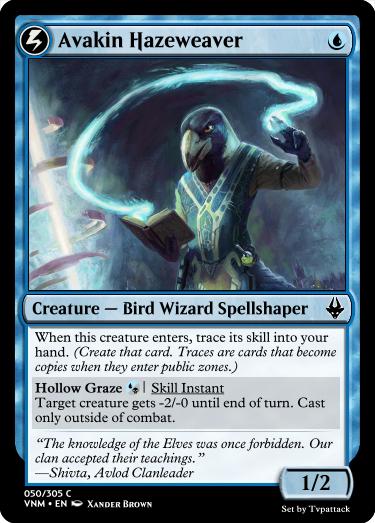 Avakin Hazeweaver
Creature — Bird Wizard Spellshaper
When this creature enters, trace its skill into your
hand. (Create that card. Traces are cards that become
copies when they enter public zones.)
Hollow Graze | Skill Instant
Target creature gets -2/-0 until end of turn. Cast
only outside of combat.
“The knowledge of the Elves was once forbidden. Our
clan accepted their teachings.”
—Shivta, Avlod Clanleader
1/2
050/305 C
VNM • EN Xander Brown
Set by Tvpattack